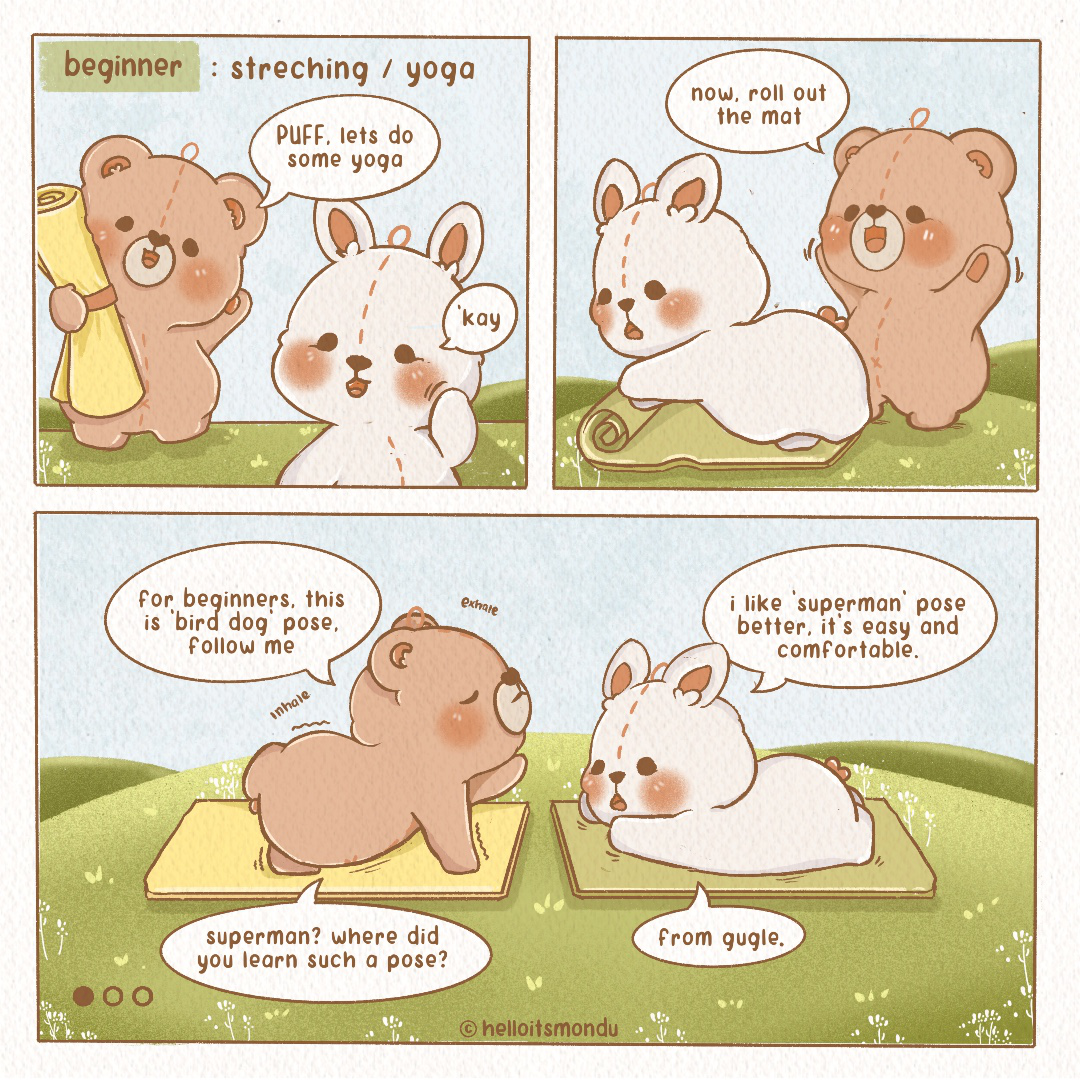 beginner : streching / yoga
PUFF, lets do
some yoga
'kay
now, roll out
the mat
for beginners, this
is 'bird dog' pose,
follow me
exhale
inhale
i like 'superman' pose
better, it's easy and
comfortable.
superman? where did
you learn such a pose?
from gugle.
© helloitsmondu